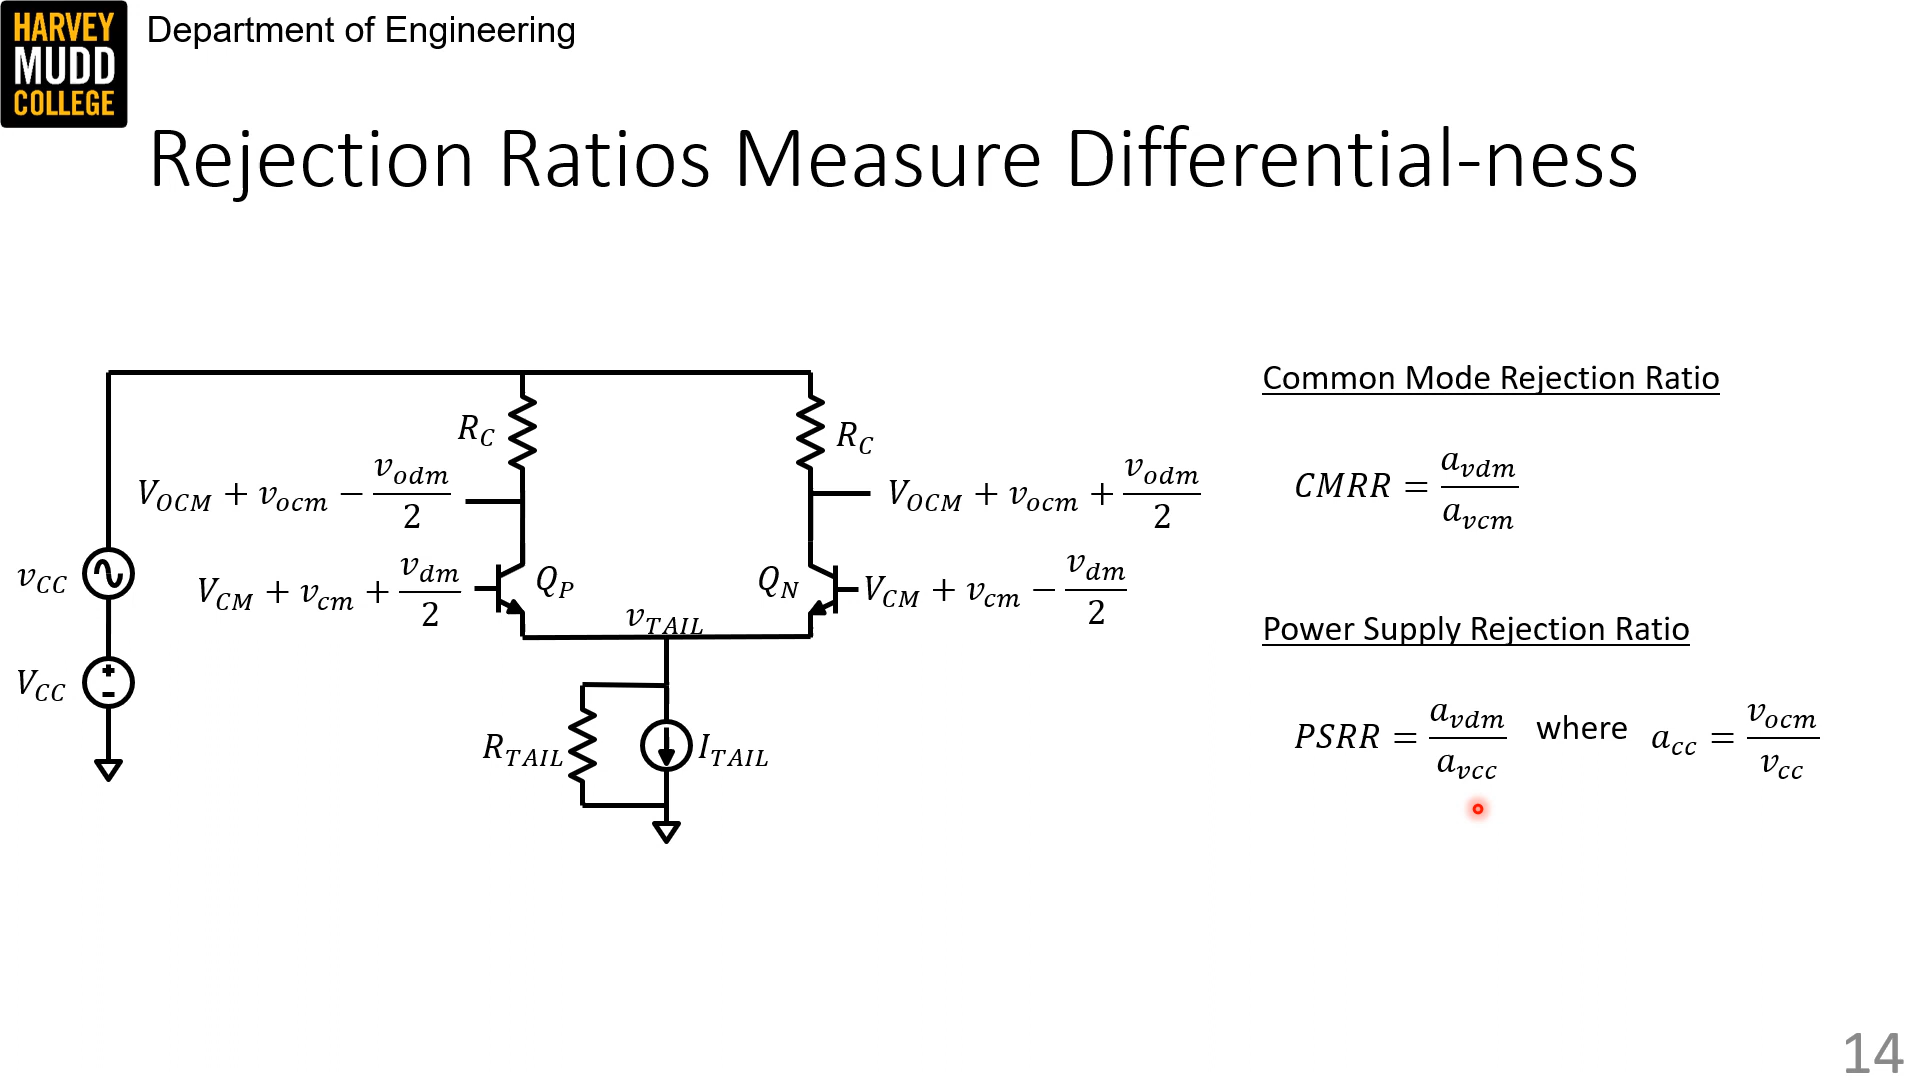 HARVEY
MUDD
COLLEGE
Department of Engineering
Rejection Ratios Measure Differential-ness
R_C
R_C
V_OCM + v_ocm − v_odm/2
V_OCM + v_ocm + v_odm/2
v_CC
V_CM + v_cm + v_dm/2
Q_P
Q_N
V_CM + v_cm − v_dm/2
v_TAIL
V_CC
+
-
R_TAIL
I_TAIL
Common Mode Rejection Ratio
CMRR = a_vdm/a_vcm
Power Supply Rejection Ratio
PSRR = a_vdm/a_vcc where a_cc = v_ocm/v_cc
14